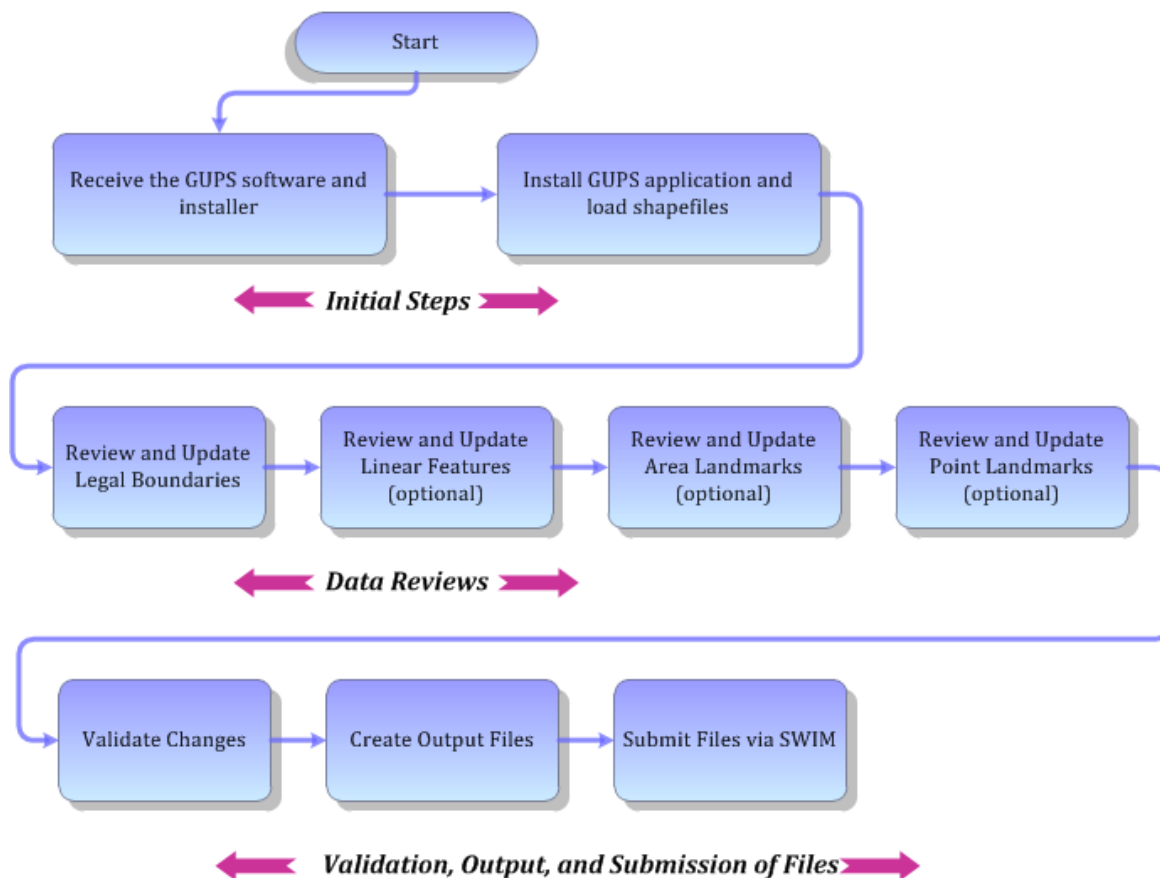 Start
Receive the GUPS software and
installer
Install GUPS application and
load shapefiles
Initial Steps
Review and Update
Legal Boundaries
Review and Update
Linear Features
(optional)
Review and Update
Area Landmarks
(optional)
Review and Update
Point Landmarks
(optional)
Data Reviews
Validate Changes
Create Output Files
Submit Files via SWIM
Validation, Output, and Submission of Files